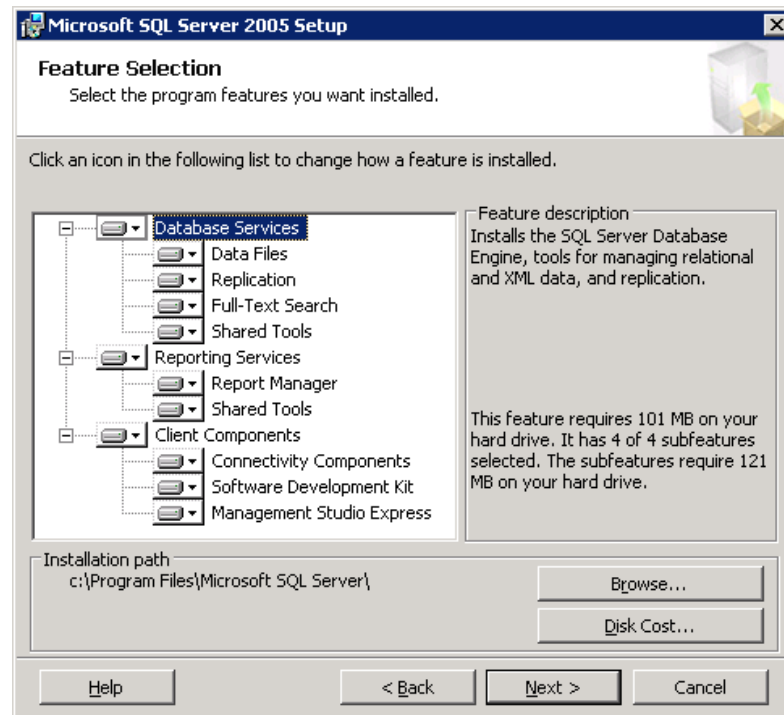 Microsoft SQL Server 2005 Setup
Feature Selection
Select the program features you want installed.
Click an icon in the following list to change how a feature is installed.
Database Services
Data Files
Replication
Full-Text Search
Shared Tools
Reporting Services
Report Manager
Shared Tools
Client Components
Connectivity Components
Software Development Kit
Management Studio Express
Feature description
Installs the SQL Server Database
Engine, tools for managing relational
and XML data, and replication.
This feature requires 101 MB on your
hard drive. It has 4 of 4 subfeatures
selected. The subfeatures require 121
MB on your hard drive.
Installation path
c:\Program Files\Microsoft SQL Server\
Browse...
Disk Cost...
Help
< Back
Next >
Cancel